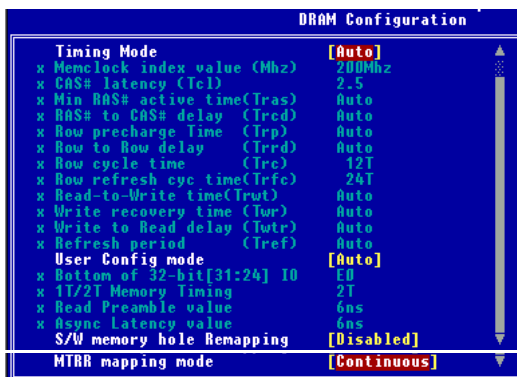 DRAM Configuration
Timing Mode [Auto]
x Memclock index value (Mhz) 200Mhz
x CAS# latency (Tcl) 2.5
x Min RAS# active time(Tras) Auto
x RAS# to CAS# delay (Trcd) Auto
x Row precharge Time (Trp) Auto
x Row to Row delay (Trrd) Auto
x Row cycle time (Trc) 12T
x Row refresh cyc time(Trfc) 24T
x Read-to-Write time(Trwt) Auto
x Write recovery time (Twr) Auto
x Write to Read delay (Twtr) Auto
x Refresh period (Tref) Auto
User Config mode [Auto]
x Bottom of 32-bit[31:24] IO E0
x 1T/2T Memory Timing 2T
x Read Preamble value 6ns
x Async Latency value 6ns
S/W memory hole Remapping [Disabled]
MTRR mapping mode [Continuous]